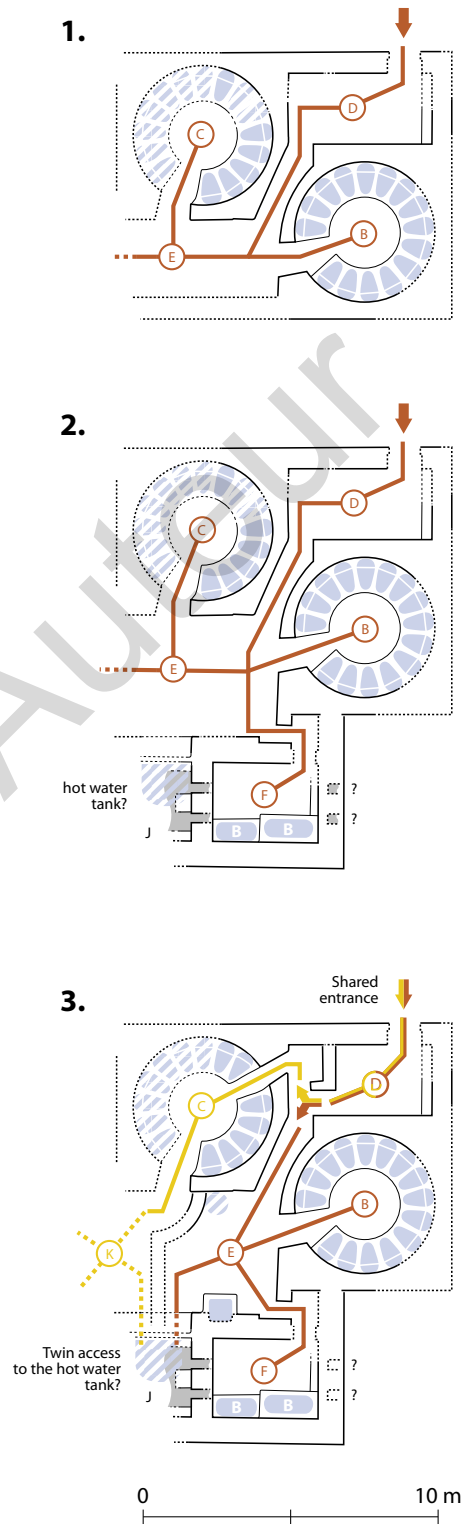 1.
D
C
B
E
2.
D
C
B
E
hot water
tank?
F
?
J
B
B
?
Shared
entrance
3.
D
C
B
E
K
Twin access
to the hot water
tank?
F
?
J
B
B
?
0
10 m
Auteur